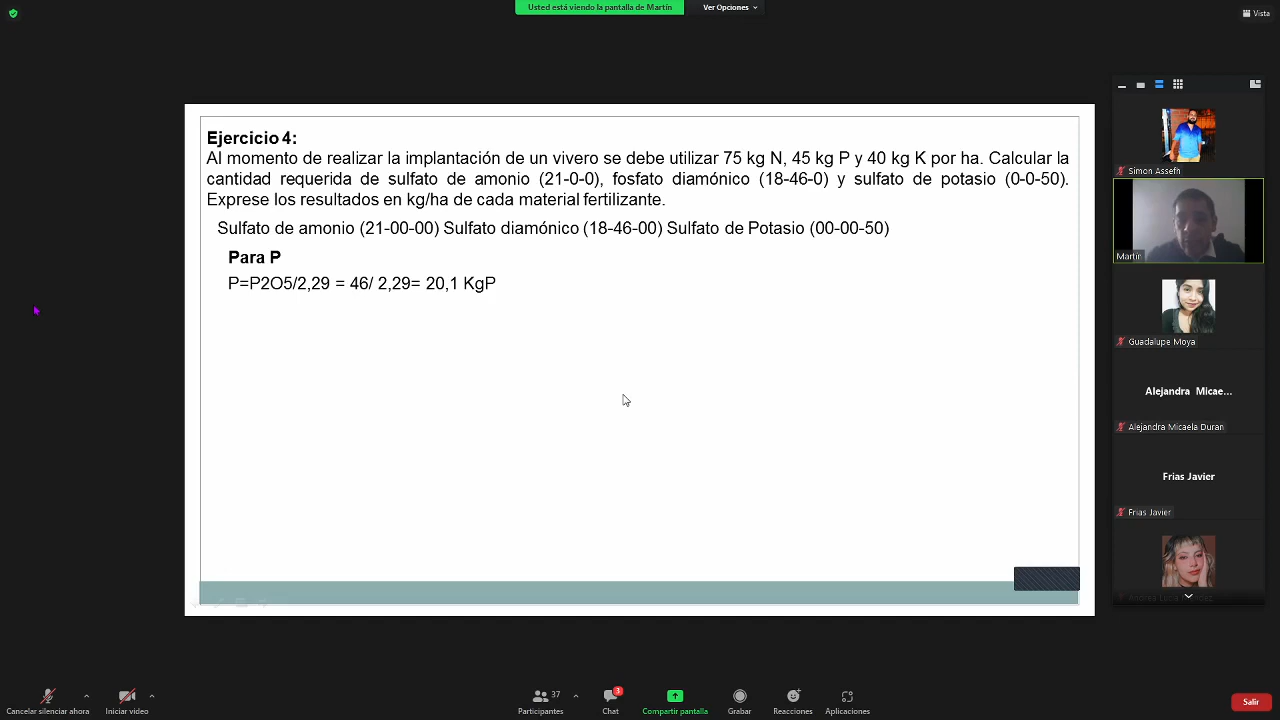 Usted está viendo la pantalla de Martín
Ver Opciones
Vista
Ejercicio 4:
Al momento de realizar la implantación de un vivero se debe utilizar 75 kg N, 45 kg P y 40 kg K por ha. Calcular la
cantidad requerida de sulfato de amonio (21-0-0), fosfato diamónico (18-46-0) y sulfato de potasio (0-0-50).
Exprese los resultados en kg/ha de cada material fertilizante.
Sulfato de amonio (21-00-00) Sulfato diamónico (18-46-00) Sulfato de Potasio (00-00-50)
Para P
P=P2O5/2,29 = 46/ 2,29= 20,1 KgP
Simon Assefh
Martín
Guadalupe Moya
Alejandra Micae...
Alejandra Micaela Duran
Frias Javier
Frias Javier
Cancelar silenciar ahora
Iniciar video
37
Participantes
3
Chat
Compartir pantalla
Grabar
Reacciones
Aplicaciones
Salir